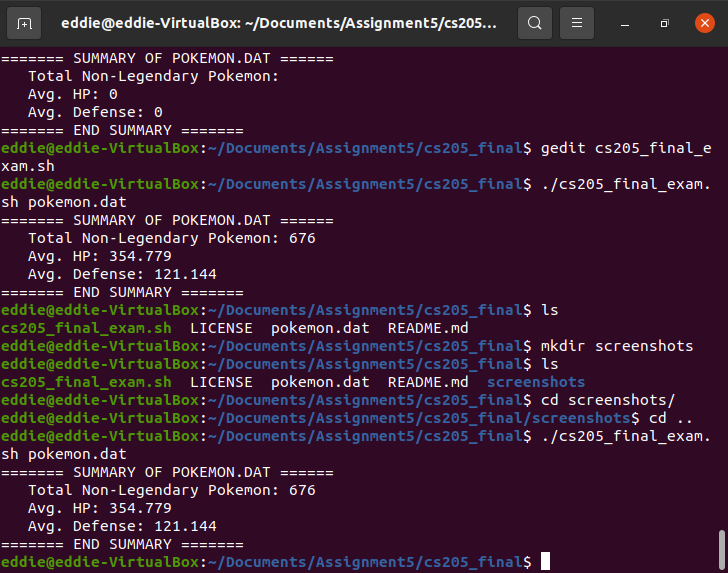 eddie@eddie-VirtualBox: ~/Documents/Assignment5/cs205...
======= SUMMARY OF POKEMON.DAT ======
   Total Non-Legendary Pokemon:
   Avg. HP: 0
   Avg. Defense: 0
======= END SUMMARY =======
eddie@eddie-VirtualBox:~/Documents/Assignment5/cs205_final$ gedit cs205_final_e
xam.sh
eddie@eddie-VirtualBox:~/Documents/Assignment5/cs205_final$ ./cs205_final_exam.
sh pokemon.dat
======= SUMMARY OF POKEMON.DAT ======
   Total Non-Legendary Pokemon: 676
   Avg. HP: 354.779
   Avg. Defense: 121.144
======= END SUMMARY =======
eddie@eddie-VirtualBox:~/Documents/Assignment5/cs205_final$ ls
cs205_final_exam.sh  LICENSE  pokemon.dat  README.md
eddie@eddie-VirtualBox:~/Documents/Assignment5/cs205_final$ mkdir screenshots
eddie@eddie-VirtualBox:~/Documents/Assignment5/cs205_final$ ls
cs205_final_exam.sh  LICENSE  pokemon.dat  README.md  screenshots
eddie@eddie-VirtualBox:~/Documents/Assignment5/cs205_final$ cd screenshots/
eddie@eddie-VirtualBox:~/Documents/Assignment5/cs205_final/screenshots$ cd ..
eddie@eddie-VirtualBox:~/Documents/Assignment5/cs205_final$ ./cs205_final_exam.
sh pokemon.dat
======= SUMMARY OF POKEMON.DAT ======
   Total Non-Legendary Pokemon: 676
   Avg. HP: 354.779
   Avg. Defense: 121.144
======= END SUMMARY =======
eddie@eddie-VirtualBox:~/Documents/Assignment5/cs205_final$